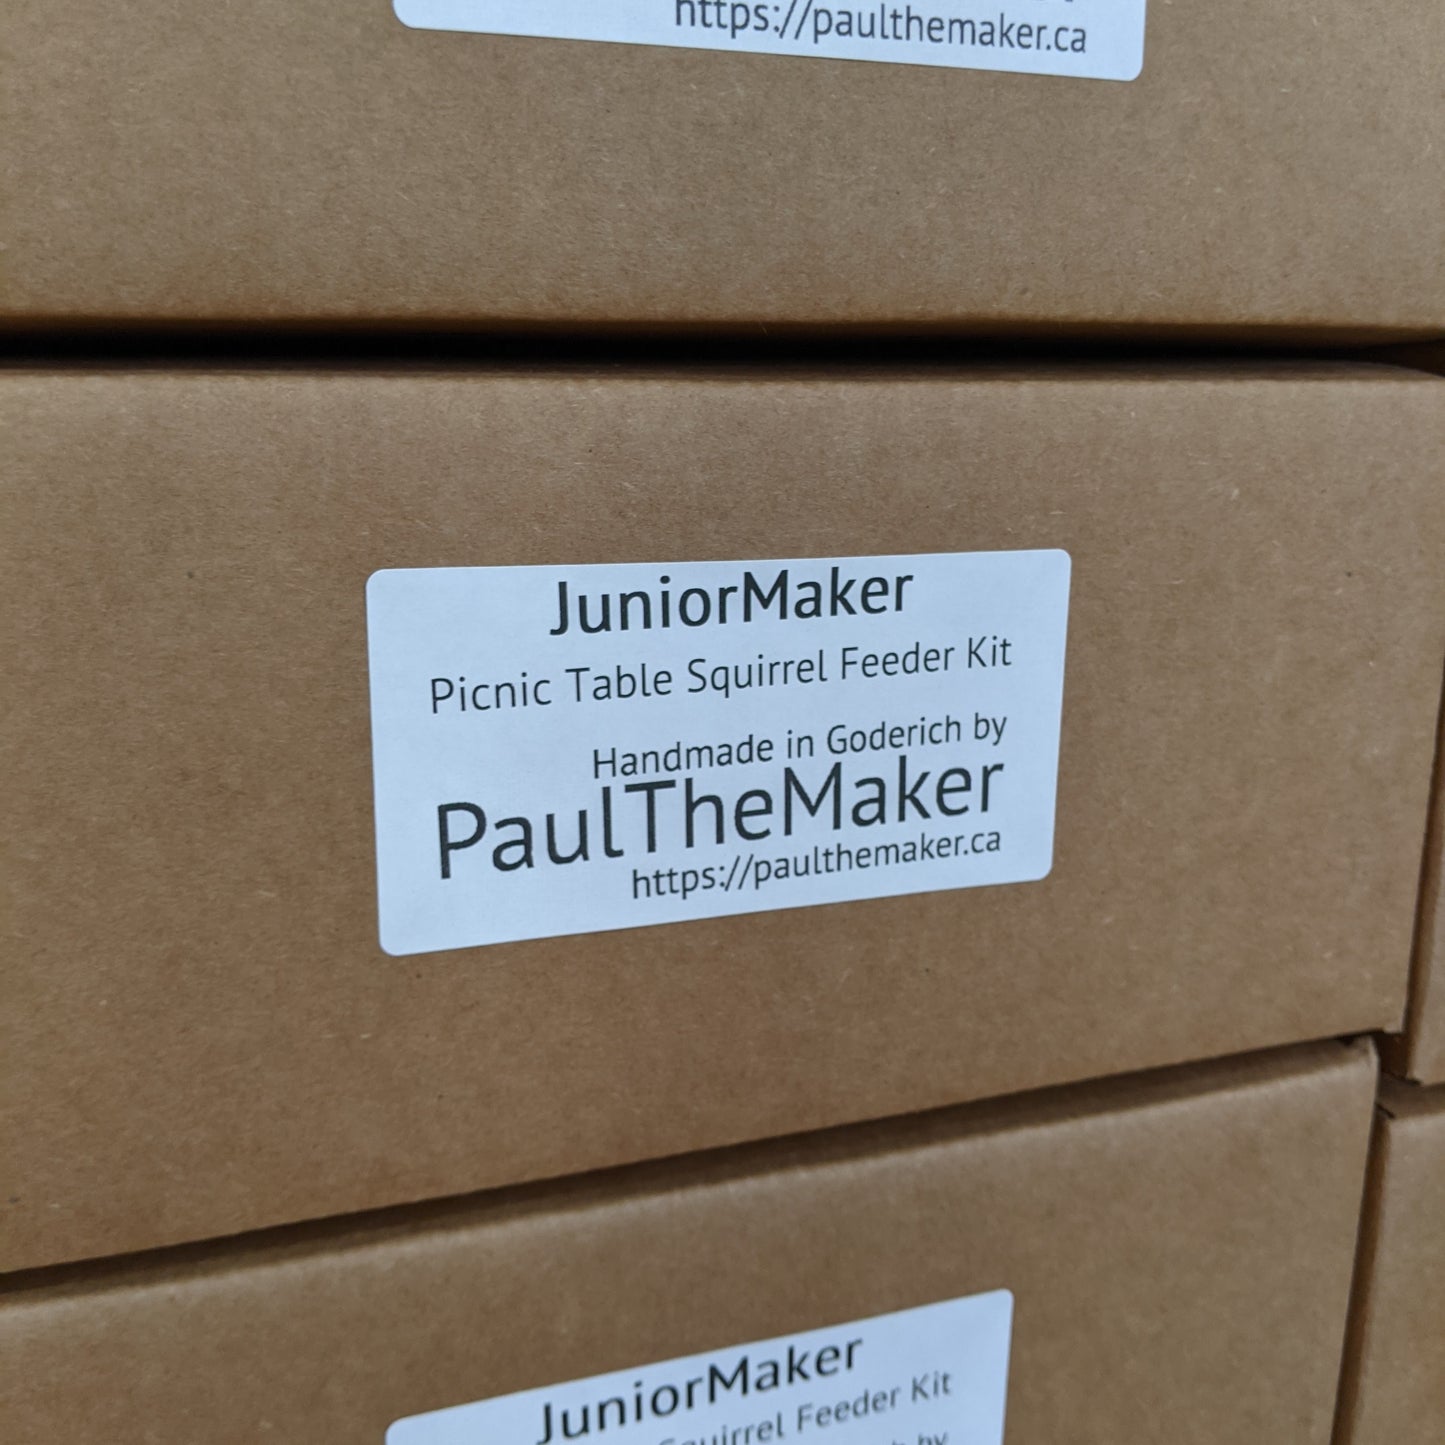 https://paulthemaker.ca
JuniorMaker
Picnic Table Squirrel Feeder Kit
Handmade in Goderich by
PaulTheMaker
https://paulthemaker.ca
JuniorMaker
Squirrel Feeder Kit
by